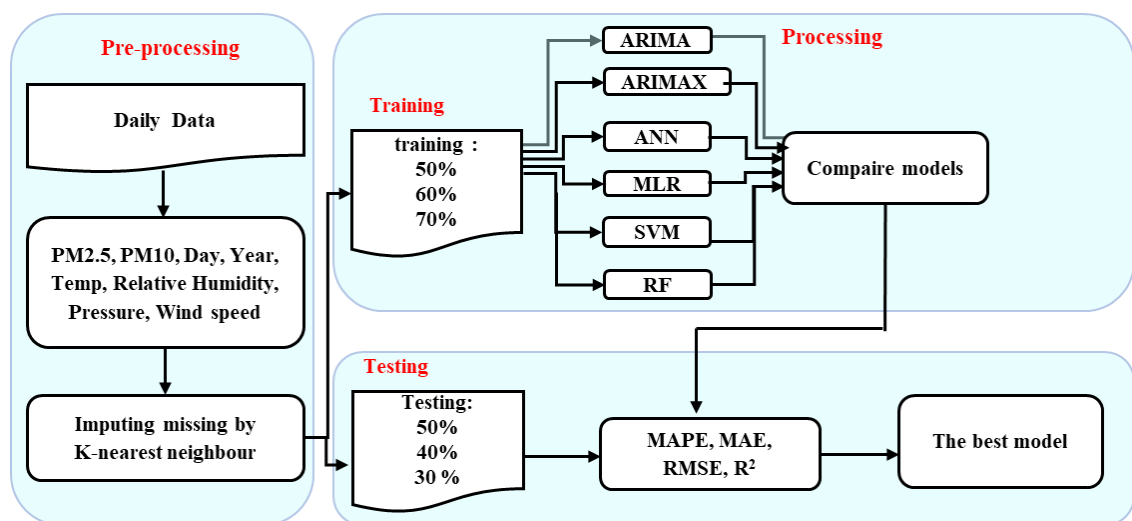 Pre-processing
Daily Data
PM2.5, PM10, Day, Year,
Temp, Relative Humidity,
Pressure, Wind speed
Imputing missing by
K-nearest neighbour
Processing
Training
training :
50%
60%
70%
ARIMA
ARIMAX
ANN
MLR
SVM
RF
Compaire models
Testing
Testing:
50%
40%
30 %
MAPE, MAE,
RMSE, R²
The best model